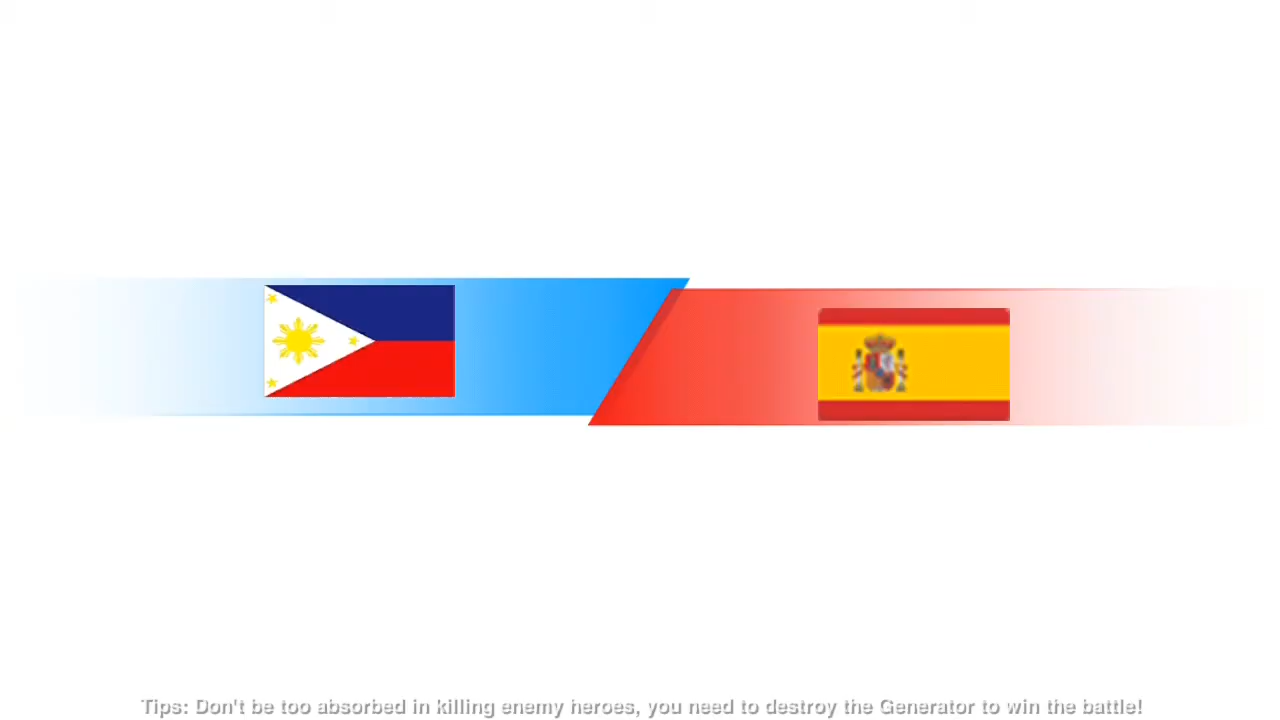 Tips: Don't be too absorbed in killing enemy heroes, you need to destroy the Generator to win the battle!